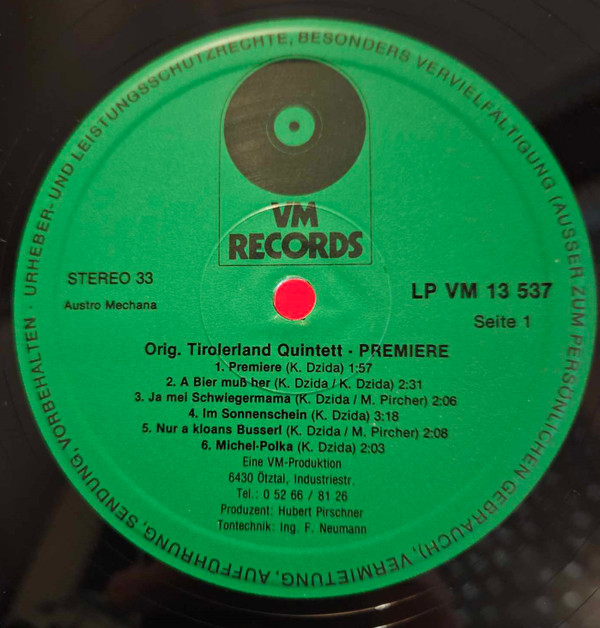 URHEBER- UND LEISTUNGSSCHUTZRECHTE, BESONDERS VERVIELFÄLTIGUNG (AUSSER ZUM PERSÖNLICHEN GEBRAUCH), VERMIETUNG, AUFFÜHRUNG, SENDUNG, VORBEHALTEN
VM
RECORDS
STEREO 33
Austro Mechana
LP VM 13 537
Seite 1
Orig. Tirolerland Quintett · PREMIERE
1. Premiere (K. Dzida) 1:57
2. A Bier muß her (K. Dzida / K. Dzida) 2:31
3. Ja mei Schwiegermama (K. Dzida / M. Pircher) 2:06
4. Im Sonnenschein (K. Dzida) 3:18
5. Nur a kloans Busserl (K. Dzida / M. Pircher) 2:08
6. Michel-Polka (K. Dzida) 2:03
Eine VM-Produktion
6430 Ötztal, Industriestr.
Tel.: 0 52 66 / 81 26
Produzent: Hubert Pirschner
Tontechnik: Ing. F. Neumann